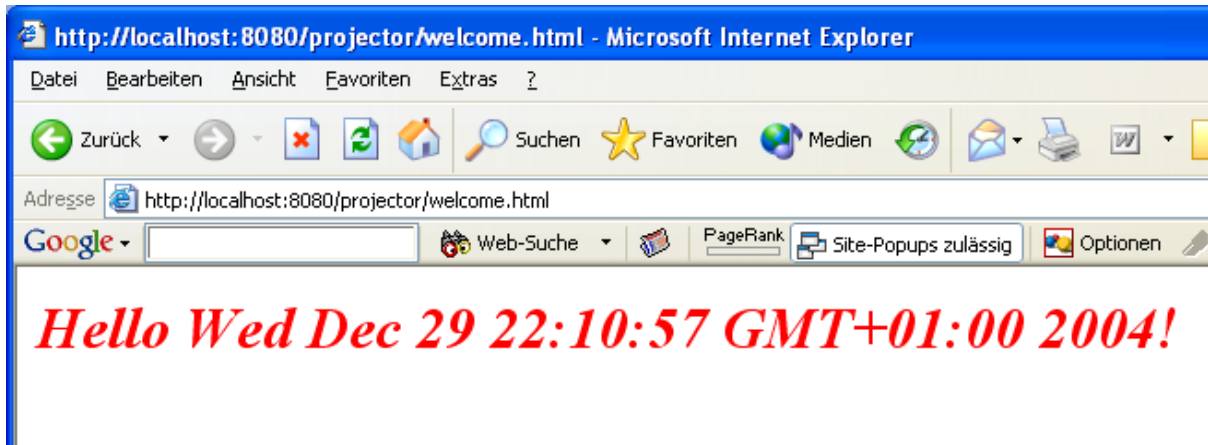 http://localhost:8080/projector/welcome.html - Microsoft Internet Explorer
Datei Bearbeiten Ansicht Favoriten Extras ?
Zurück Suchen Favoriten Medien W
Adresse http://localhost:8080/projector/welcome.html
Google Web-Suche PageRank Site-Popups zulässig Optionen
Hello Wed Dec 29 22:10:57 GMT+01:00 2004!